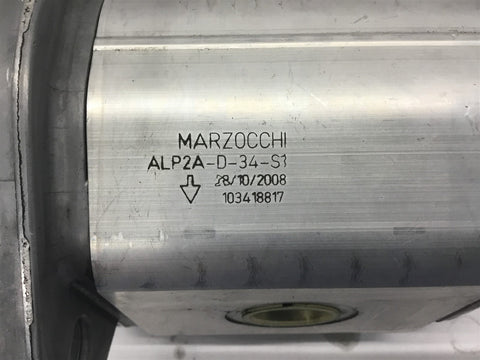 MARZOCCHI
ALP2A-D-34-S1
28/10/2008
103418817